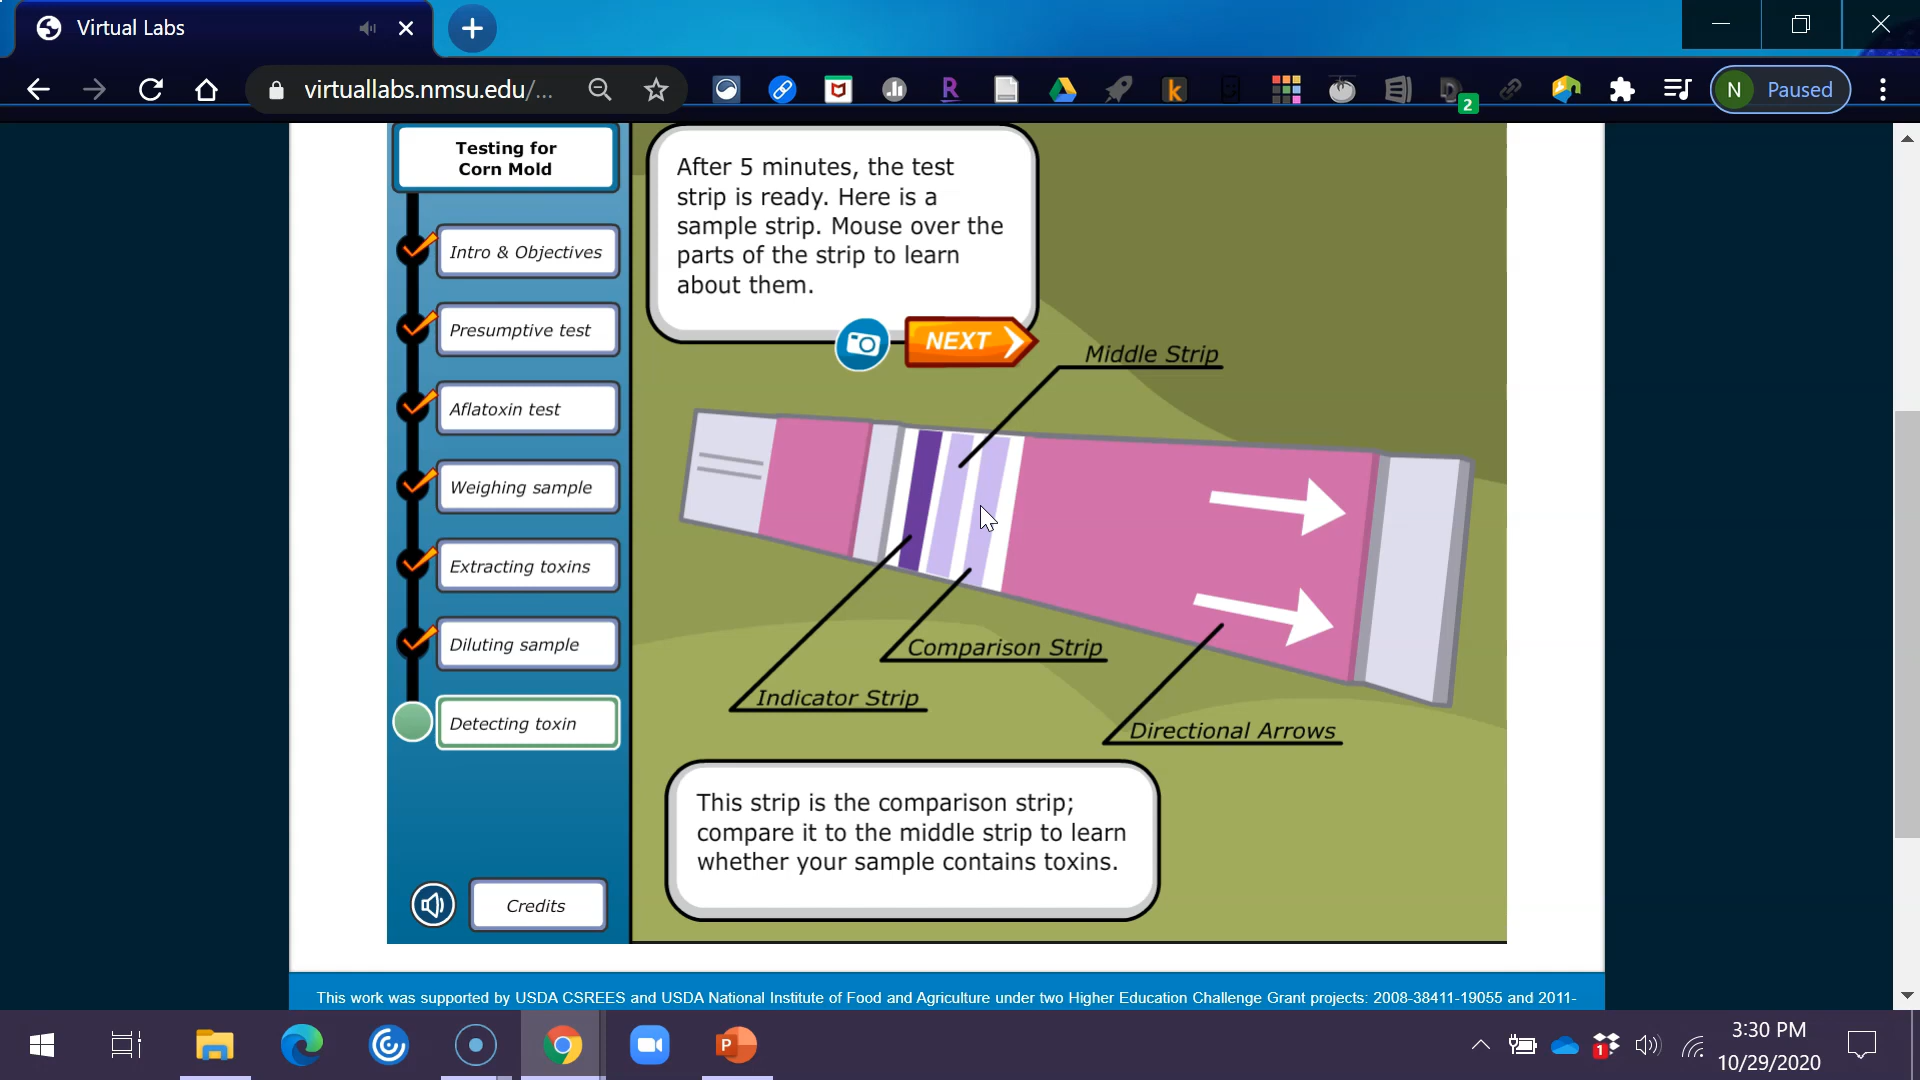 Virtual Labs
virtuallabs.nmsu.edu/...
R
k
2
N Paused
Testing for
Corn Mold
Intro & Objectives
Presumptive test
Aflatoxin test
Weighing sample
Extracting toxins
Diluting sample
Detecting toxin
Credits
After 5 minutes, the test
strip is ready. Here is a
sample strip. Mouse over the
parts of the strip to learn
about them.
NEXT
Middle Strip
Comparison Strip
Indicator Strip
Directional Arrows
This strip is the comparison strip;
compare it to the middle strip to learn
whether your sample contains toxins.
This work was supported by USDA CSREES and USDA National Institute of Food and Agriculture under two Higher Education Challenge Grant projects: 2008-38411-19055 and 2011-
P
1
3:30 PM
10/29/2020